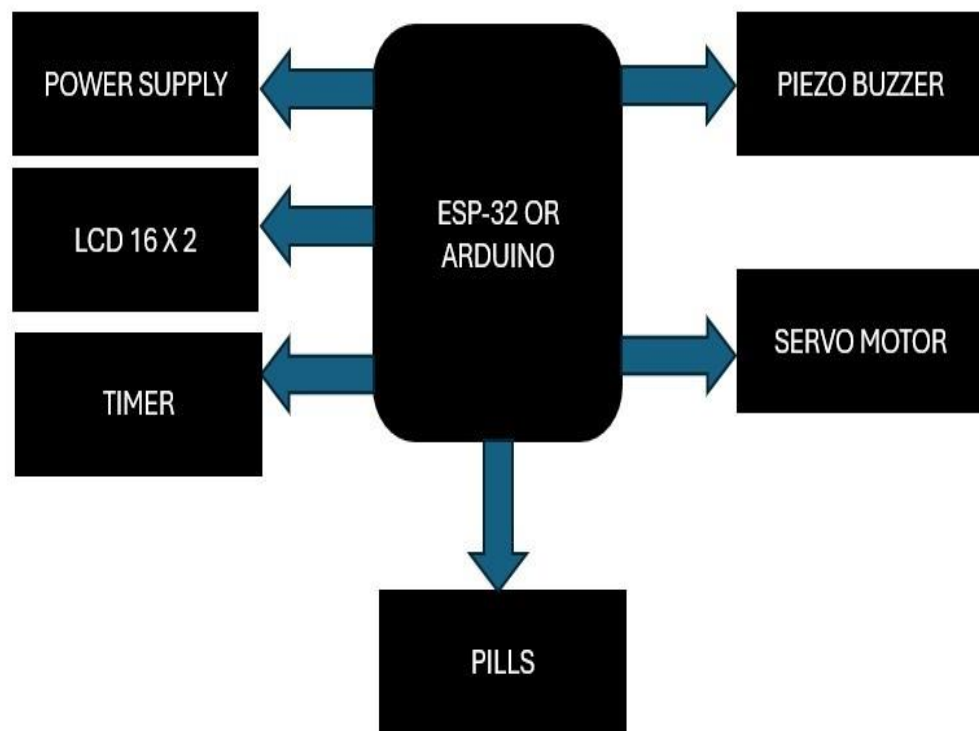 POWER SUPPLY
PIEZO BUZZER
LCD 16 X 2
ESP-32 OR
ARDUINO
SERVO MOTOR
TIMER
PILLS